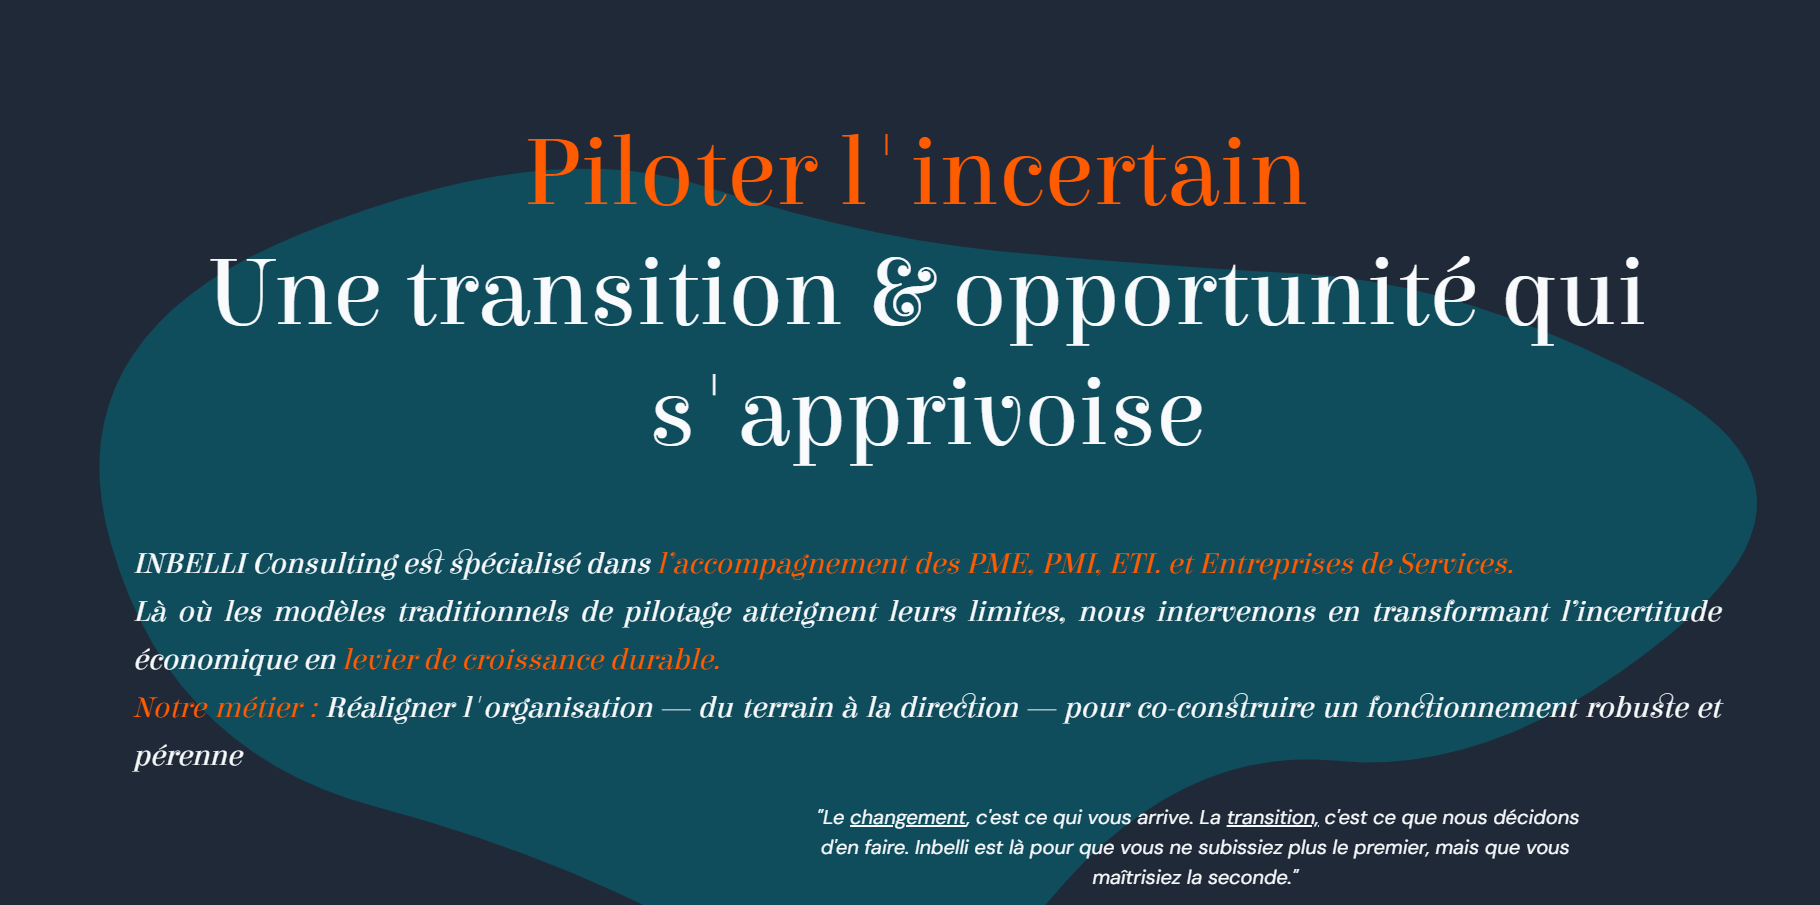 Piloter l'incertain
Une transition & opportunité qui
s'apprivoise
INBELLI Consulting est spécialisé dans l'accompagnement des PME, PMI, ETI. et Entreprises de Services.
Là où les modèles traditionnels de pilotage atteignent leurs limites, nous intervenons en transformant l’incertitude
économique en levier de croissance durable.
Notre métier : Réaligner l'organisation — du terrain à la direction — pour co-construire un fonctionnement robuste et
pérenne
"Le changement, c'est ce qui vous arrive. La transition, c'est ce que nous décidons
d'en faire. Inbelli est là pour que vous ne subissiez plus le premier, mais que vous
maîtrisiez la seconde."